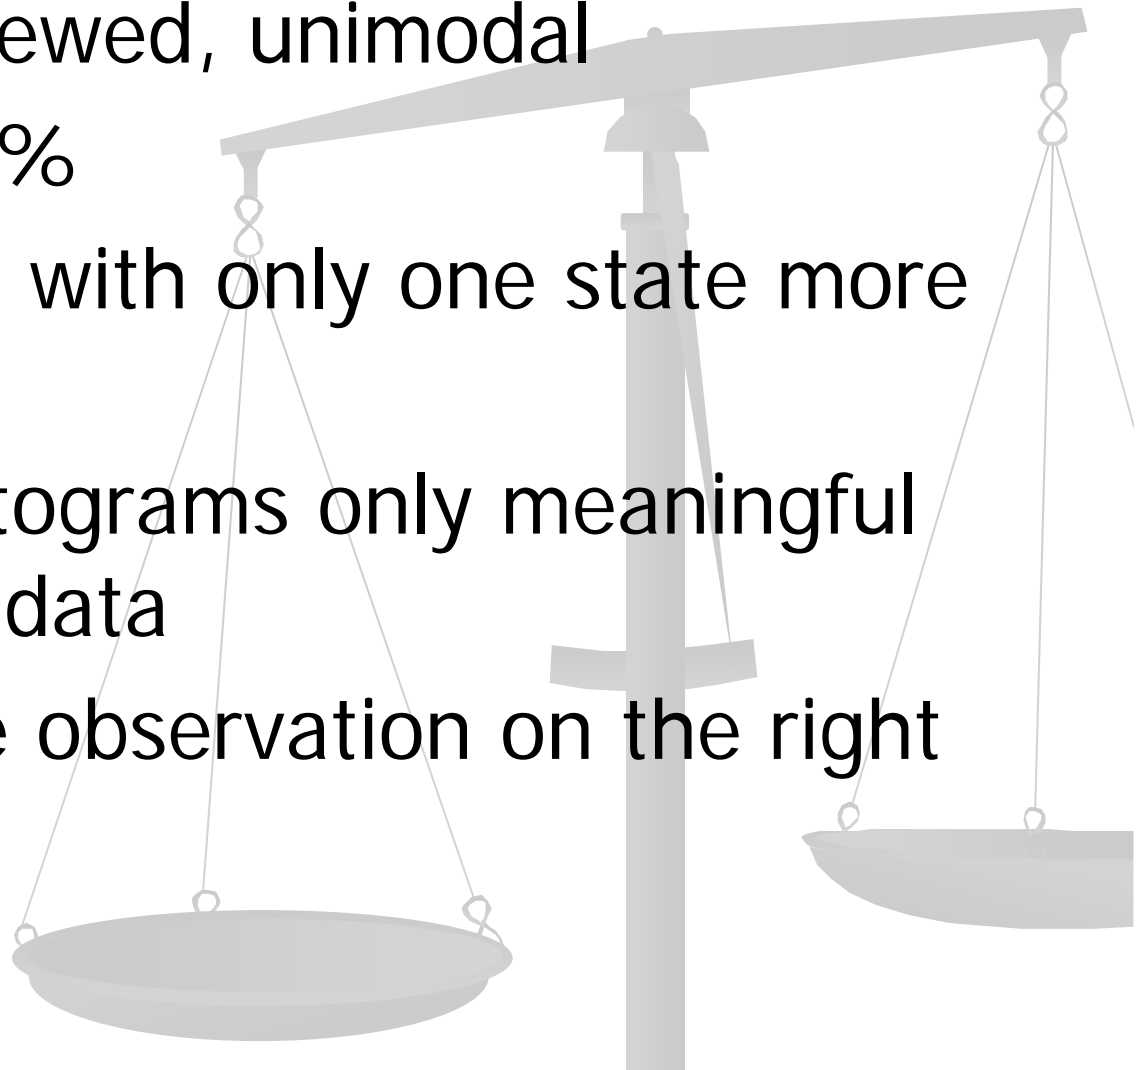 ewed, unimodal
%
with only one state more
tograms only meaningful
data
e observation on the right